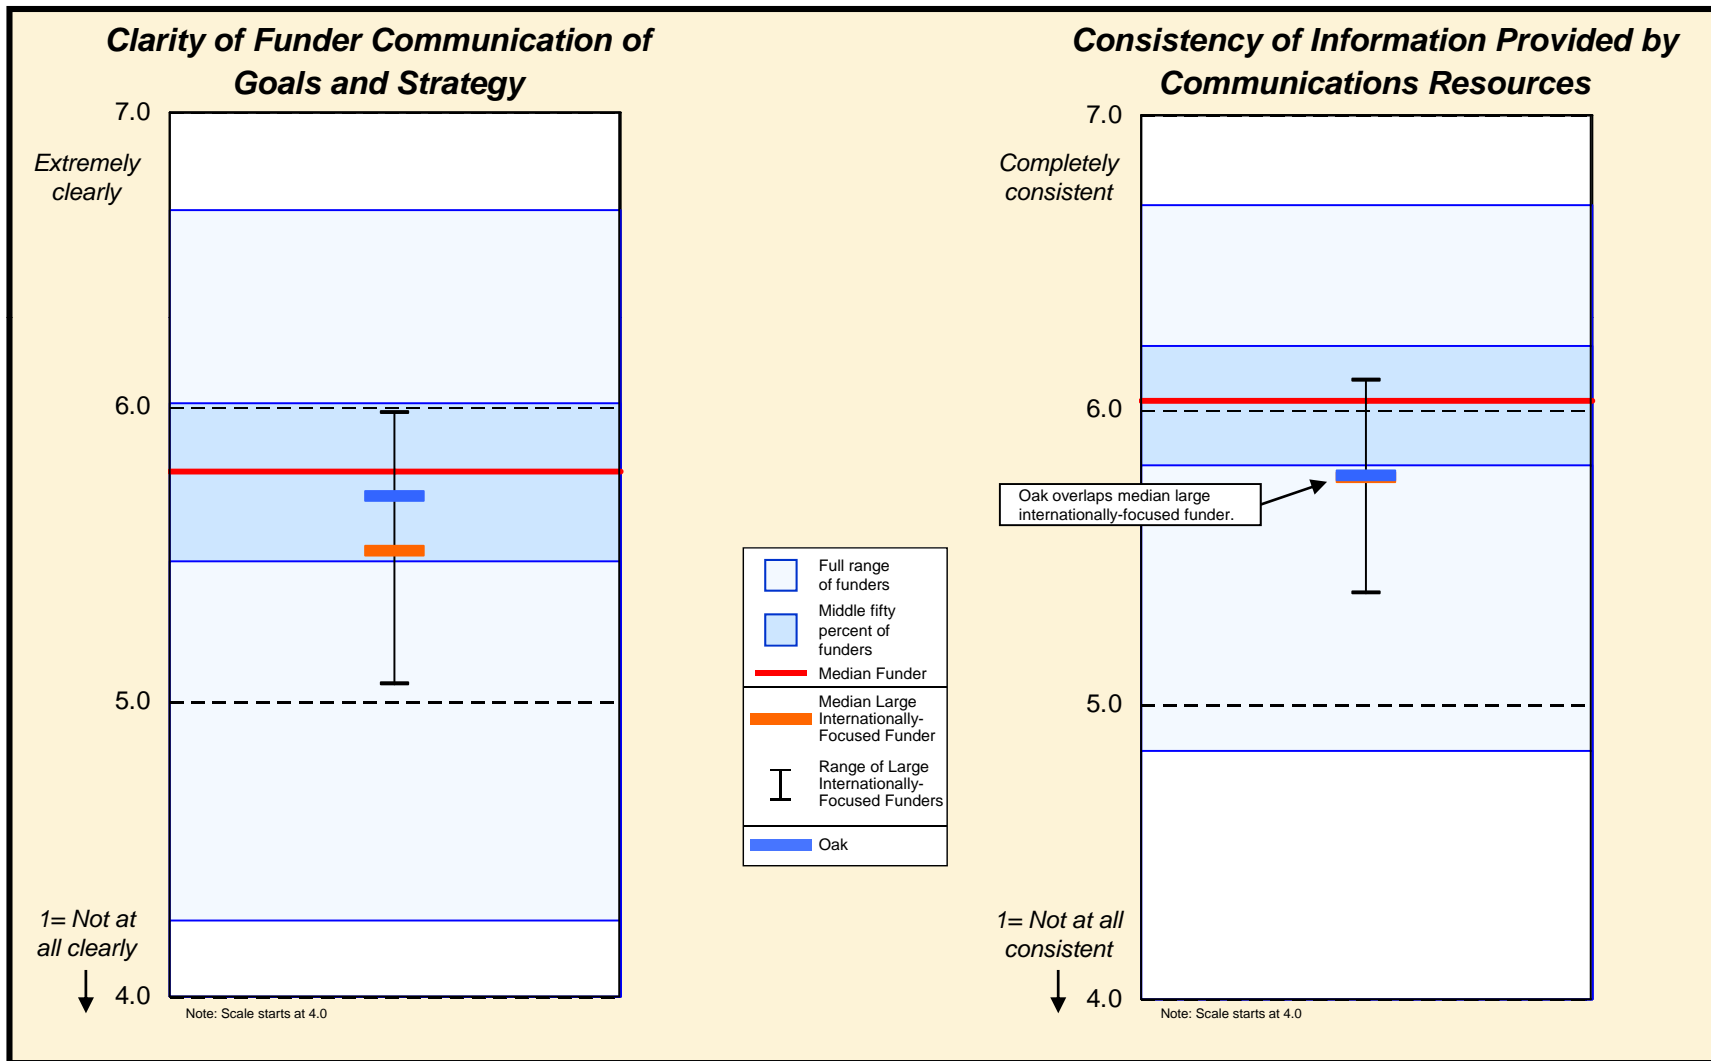 Clarity of Funder Communication of
Goals and Strategy
7.0
Extremely
clearly
6.0
5.0
1= Not at
all clearly
4.0
Note: Scale starts at 4.0
Full range
of funders
Middle fifty
percent of
funders
Median Funder
Median Large
Internationally-
Focused Funder
Range of Large
Internationally-
Focused Funders
Oak
Consistency of Information Provided by
Communications Resources
7.0
Completely
consistent
6.0
Oak overlaps median large
internationally-focused funder.
5.0
1= Not at all
consistent
4.0
Note: Scale starts at 4.0